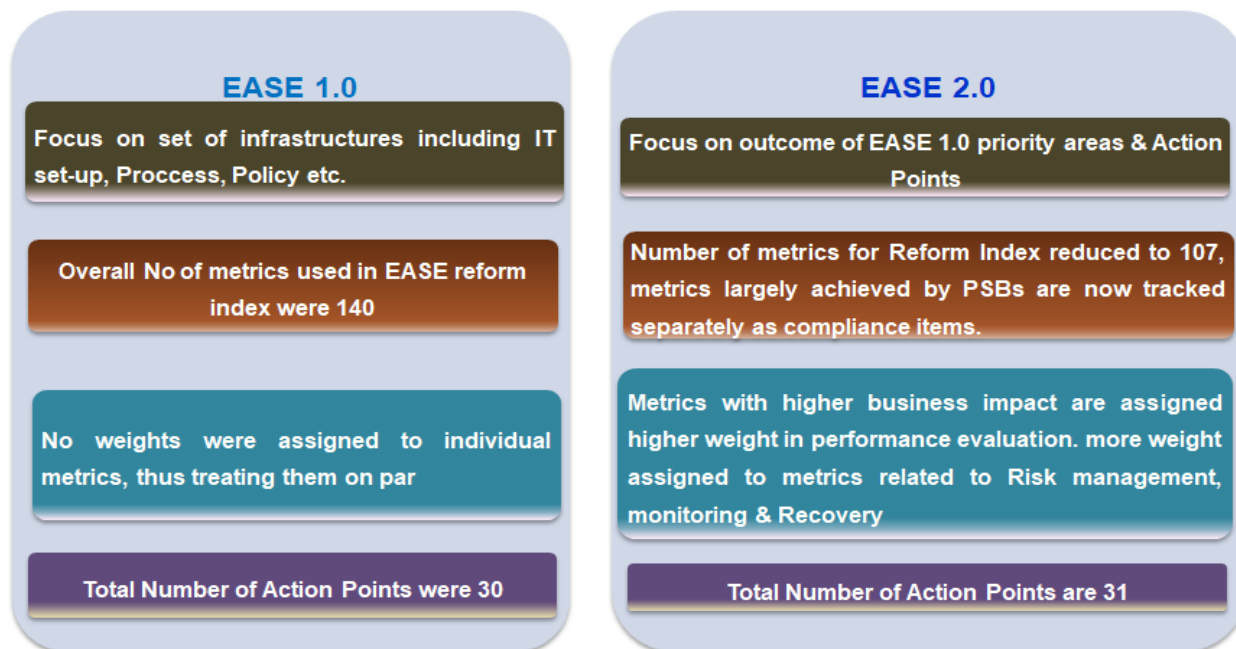 EASE 1.0
Focus on set of infrastructures including IT
set-up, Proccess, Policy etc.
Overall No of metrics used in EASE reform
index were 140
No weights were assigned to individual
metrics, thus treating them on par
Total Number of Action Points were 30
EASE 2.0
Focus on outcome of EASE 1.0 priority areas & Action
Points
Number of metrics for Reform Index reduced to 107,
metrics largely achieved by PSBs are now tracked
separately as compliance items.
Metrics with higher business impact are assigned
higher weight in performance evaluation. more weight
assigned to metrics related to Risk management,
monitoring & Recovery
Total Number of Action Points are 31